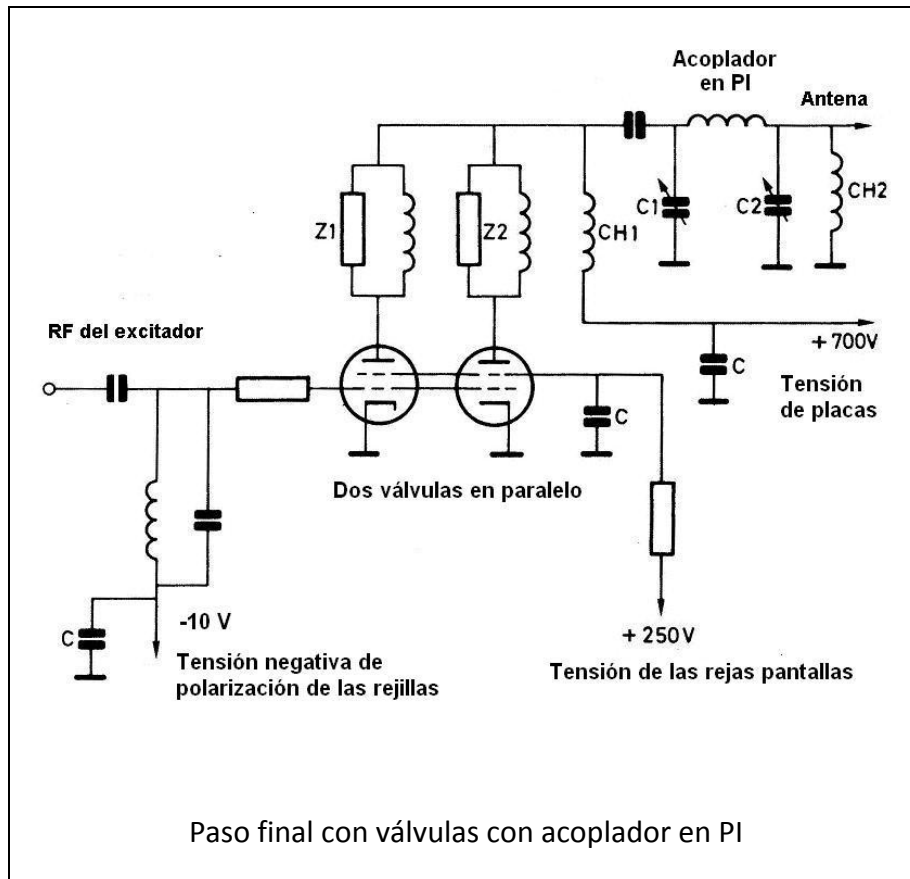 Acoplador
en PI
Antena
Z1
Z2
CH1
C1
C2
CH2
RF del excitador
+700V
C
Tensión
de placas
C
Dos válvulas en paralelo
C
-10 V
Tensión negativa de
polarización de las rejillas
+250V
Tensión de las rejas pantallas
Paso final con válvulas con acoplador en PI